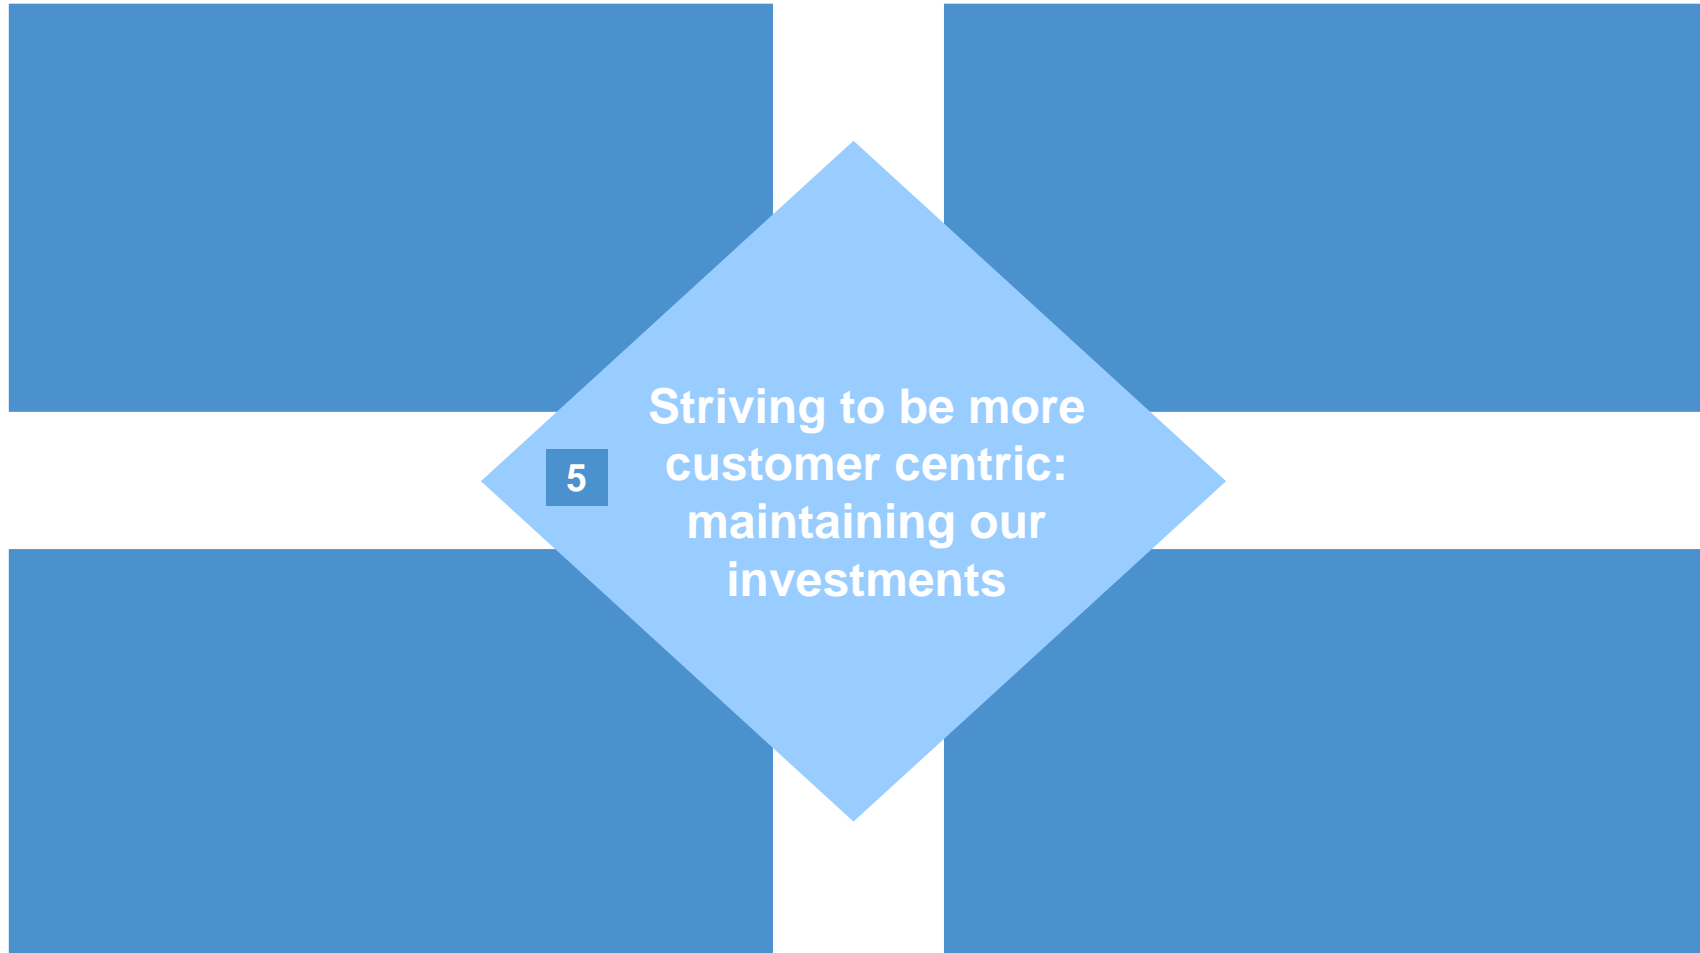 5
Striving to be more
customer centric:
maintaining our
investments